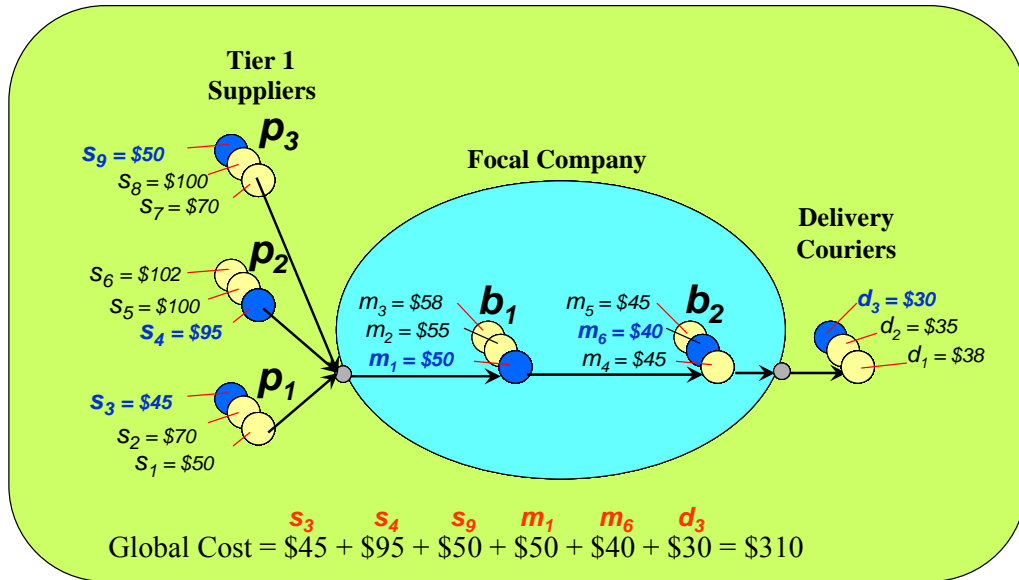 Tier 1
Suppliers
p₃
s₉ = $50
s₈ = $100
s₇ = $70
p₂
s₆ = $102
s₅ = $100
s₄ = $95
p₁
s₃ = $45
s₂ = $70
s₁ = $50
Focal Company
b₁
m₃ = $58
m₂ = $55
m₁ = $50
b₂
m₅ = $45
m₆ = $40
m₄ = $45
Delivery
Couriers
d₃ = $30
d₂ = $35
d₁ = $38
s₃ s₄ s₉ m₁ m₆ d₃
Global Cost = $45 + $95 + $50 + $50 + $40 + $30 = $310